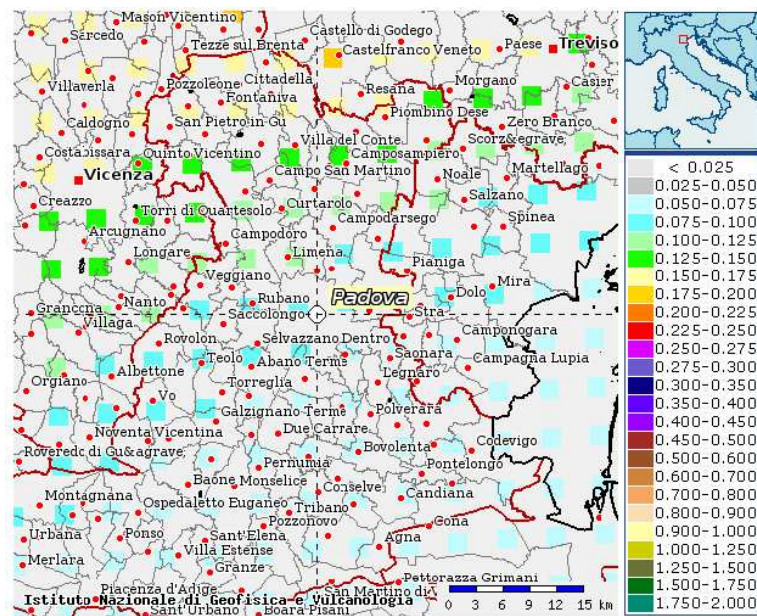 Mason Vicentino
Castello di Godego
Sarcedo
Tezze sul Brenta
Castelfranco Veneto
Paese
Treviso
Villaverla
Pozzoleone
Cittadella
Resana
Morgano
Casier
Fontaniva
Piombino Dese
Caldogno
San Pietro in Gu
Zero Branco
Villa del Conte
Scorz&egrave
Costabissara
Quinto Vicentino
Camposampiero
Martellago
Vicenza
Campo San Martino
Noale
Creazzo
Curtarolo
Salzano
Torri di Quartesolo
Campodarsego
Spinea
Arcugnano
Campodoro
Longare
Limena
Pianiga
Veggiano
Mira
Nanto
Rubano
Padova
Dolo
Grancona
Saccolongo
Stra
Villaga
Rovolon
Selvazzano Dentro
Camponogara
Teolo
Abano Terme
Saonara
Campagna Lupia
Orgiano
Albettone
Torreglia
Legnaro
Vo
Galzignano Terme
Polverara
Noventa Vicentina
Due Carrare
Roveredo di Gu&agrave
Bovolenta
Codevigo
Pernumia
Pontelongo
Baone Monselice
Conselve
Candiana
Montagnana
Ospedaletto Euganeo
Tribano
Urbana
Ponso
Pozzonovo
Cona
Sant'Elena
Agna
Merlara
Villa Estense
Granze
Piacenza d'Adige
San Martino di
Pettorazza Grimani
Istituto Nazionale di Geofisica e Vulcanologia
Sant'Urbano
Boara Pisani
0 3 6 9 12 15 km
< 0.025
0.025-0.050
0.050-0.075
0.075-0.100
0.100-0.125
0.125-0.150
0.150-0.175
0.175-0.200
0.200-0.225
0.225-0.250
0.250-0.275
0.275-0.300
0.300-0.350
0.350-0.400
0.400-0.450
0.450-0.500
0.500-0.600
0.600-0.700
0.700-0.800
0.800-0.900
0.900-1.000
1.000-1.250
1.250-1.500
1.500-1.750
1.750-2.000